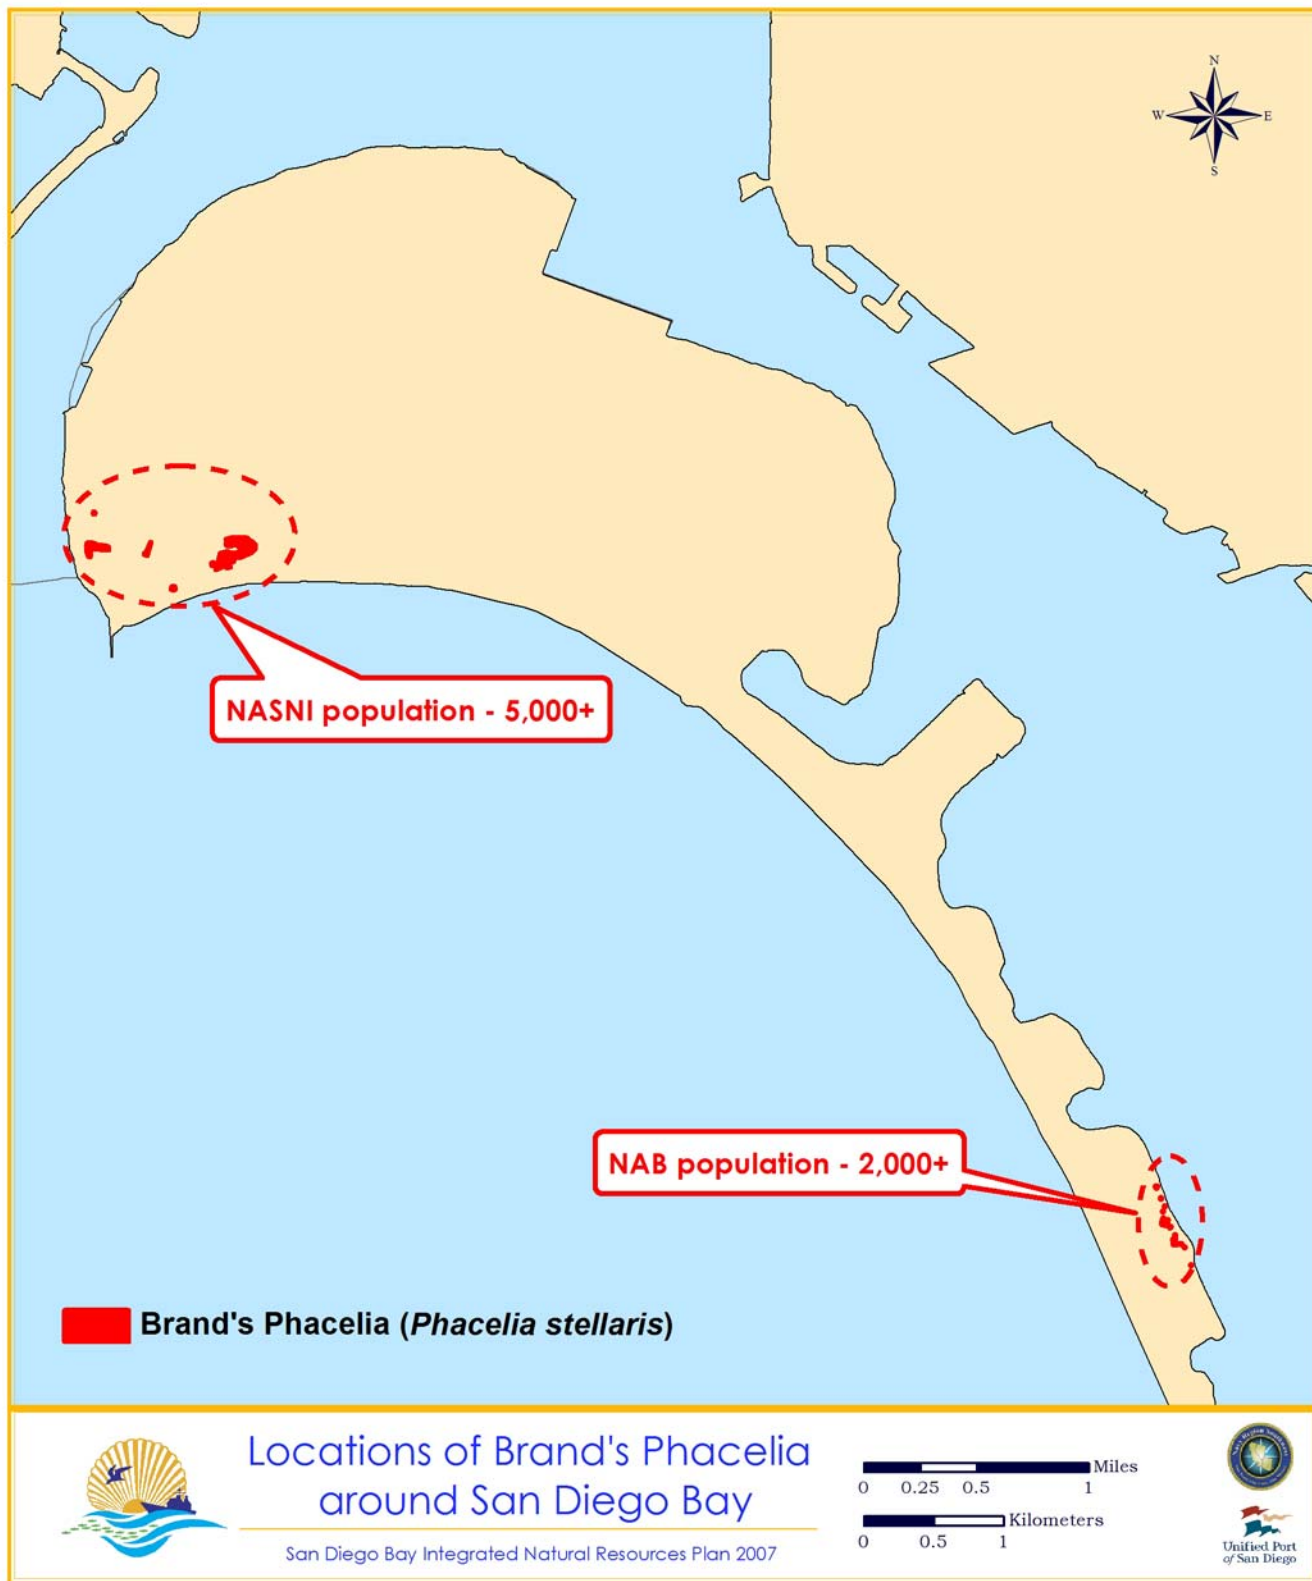 N
W E
S
NASNI population - 5,000+
NAB population - 2,000+
Brand's Phacelia (Phacelia stellaris)
Locations of Brand's Phacelia
around San Diego Bay
San Diego Bay Integrated Natural Resources Plan 2007
Miles
0 0.25 0.5 1
Kilometers
0 0.5 1
Unified Port
of San Diego